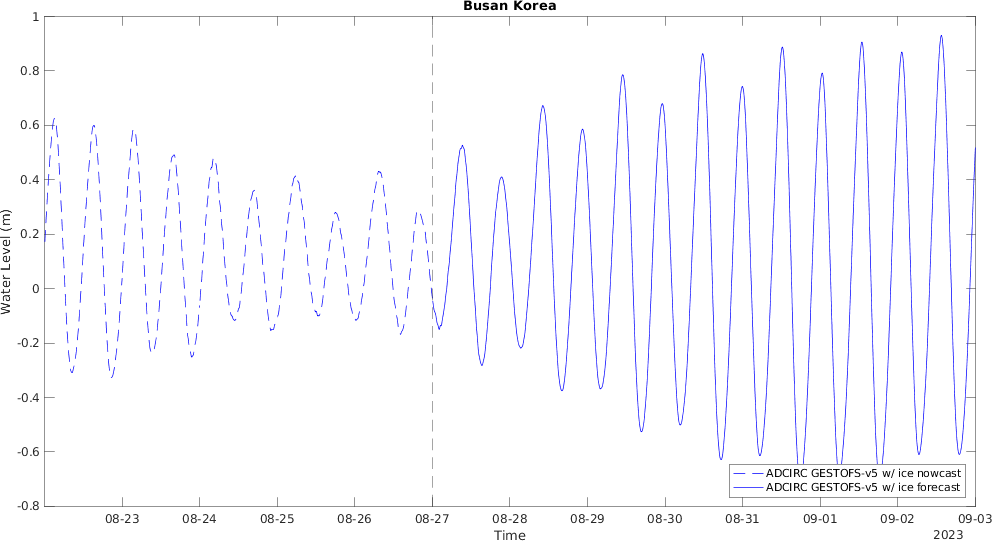 Busan Korea
1
0.8
0.6
0.4
0.2
0
-0.2
-0.4
-0.6
-0.8
Water Level (m)
ADCIRC GESTOFS-v5 w/ ice nowcast
ADCIRC GESTOFS-v5 w/ ice forecast
08-23 08-24 08-25 08-26 08-27 08-28 08-29 08-30 08-31 09-01 09-02 09-03
Time
2023